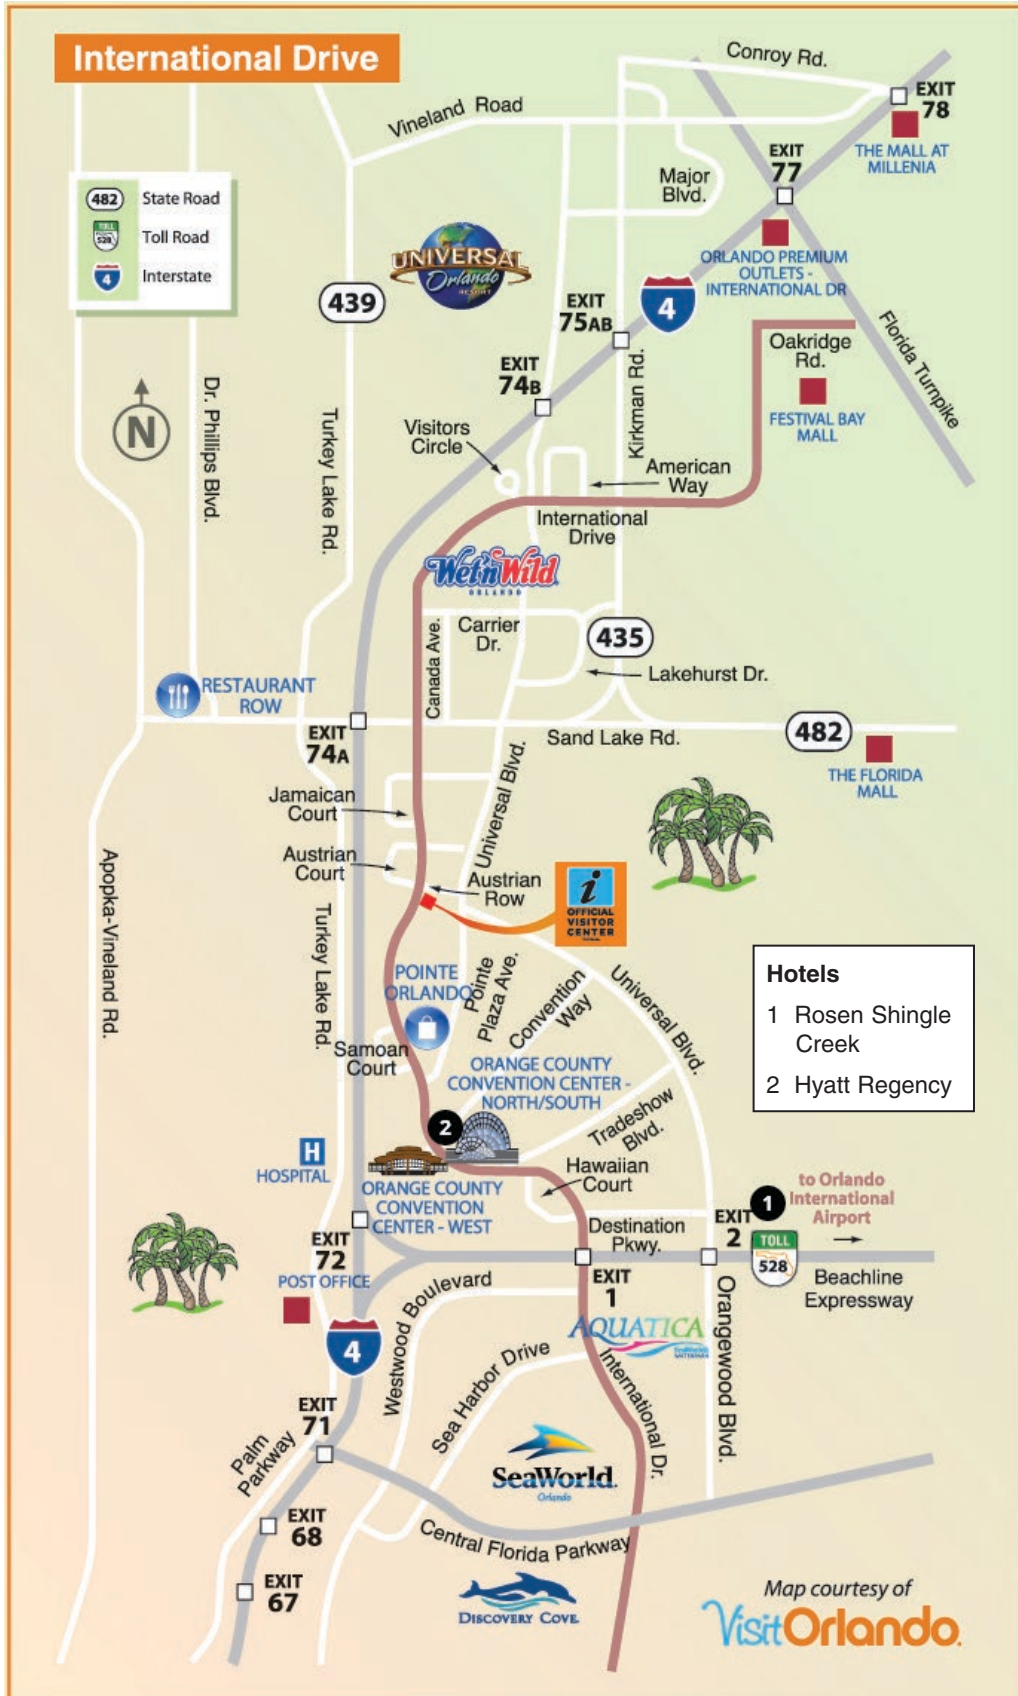 International Drive
Conroy Rd.
EXIT
78
Vineland Road
THE MALL AT
MILLENIA
EXIT
77
Major
Blvd.
482 State Road
TOLL
528
Toll Road
4 Interstate
UNIVERSAL
Orlando
RESORT
ORLANDO PREMIUM
OUTLETS -
INTERNATIONAL DR
439
EXIT
75AB
4
Florida Turnpike
Oakridge
Rd.
EXIT
74B
Kirkman Rd.
FESTIVAL BAY
MALL
N
Dr. Phillips Blvd.
Turkey Lake Rd.
Visitors
Circle
American
Way
International
Drive
Wet'n Wild
ORLANDO
Canada Ave.
Carrier
Dr.
435
Lakehurst Dr.
RESTAURANT
ROW
EXIT
74A
Sand Lake Rd.
482
THE FLORIDA
MALL
Jamaican
Court
Universal Blvd.
Austrian
Court
Austrian
Row
i
OFFICIAL
VISITOR
CENTER
Apopka-Vineland Rd.
Turkey Lake Rd.
POINTE
ORLANDO
Pointe
Plaza Ave.
Convention
Way
Universal Blvd.
Hotels
1 Rosen Shingle
Creek
2 Hyatt Regency
Samoan
Court
ORANGE COUNTY
CONVENTION CENTER -
NORTH/SOUTH
2
Tradeshow
Blvd.
H
HOSPITAL
Hawaiian
Court
ORANGE COUNTY
CONVENTION
CENTER - WEST
1
to Orlando
International
Airport
EXIT
2
TOLL
528
Destination
Pkwy.
EXIT
72
POST OFFICE
EXIT
1
Beachline
Expressway
Westwood Boulevard
AQUATICA
4
Sea Harbor Drive
International Dr.
Orangewood Blvd.
EXIT
71
Palm
Parkway
SeaWorld
Orlando
EXIT
68
Central Florida Parkway
EXIT
67
DISCOVERY COVE
Map courtesy of
VisitOrlando